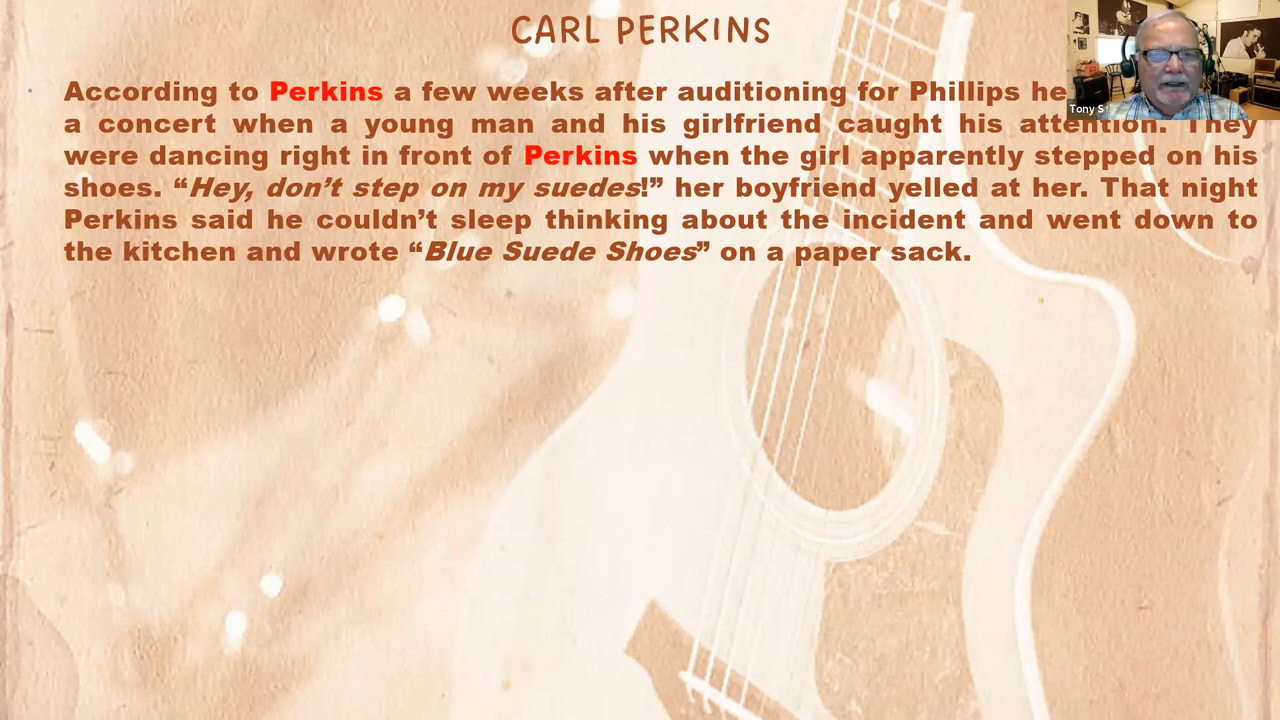 CARL PERKINS
According to Perkins a few weeks after auditioning for Phillips he
a concert when a young man and his girlfriend caught his attention. They
were dancing right in front of Perkins when the girl apparently stepped on his
shoes. “Hey, don’t step on my suedes!” her boyfriend yelled at her. That night
Perkins said he couldn’t sleep thinking about the incident and went down to
the kitchen and wrote “Blue Suede Shoes” on a paper sack.
Tony S